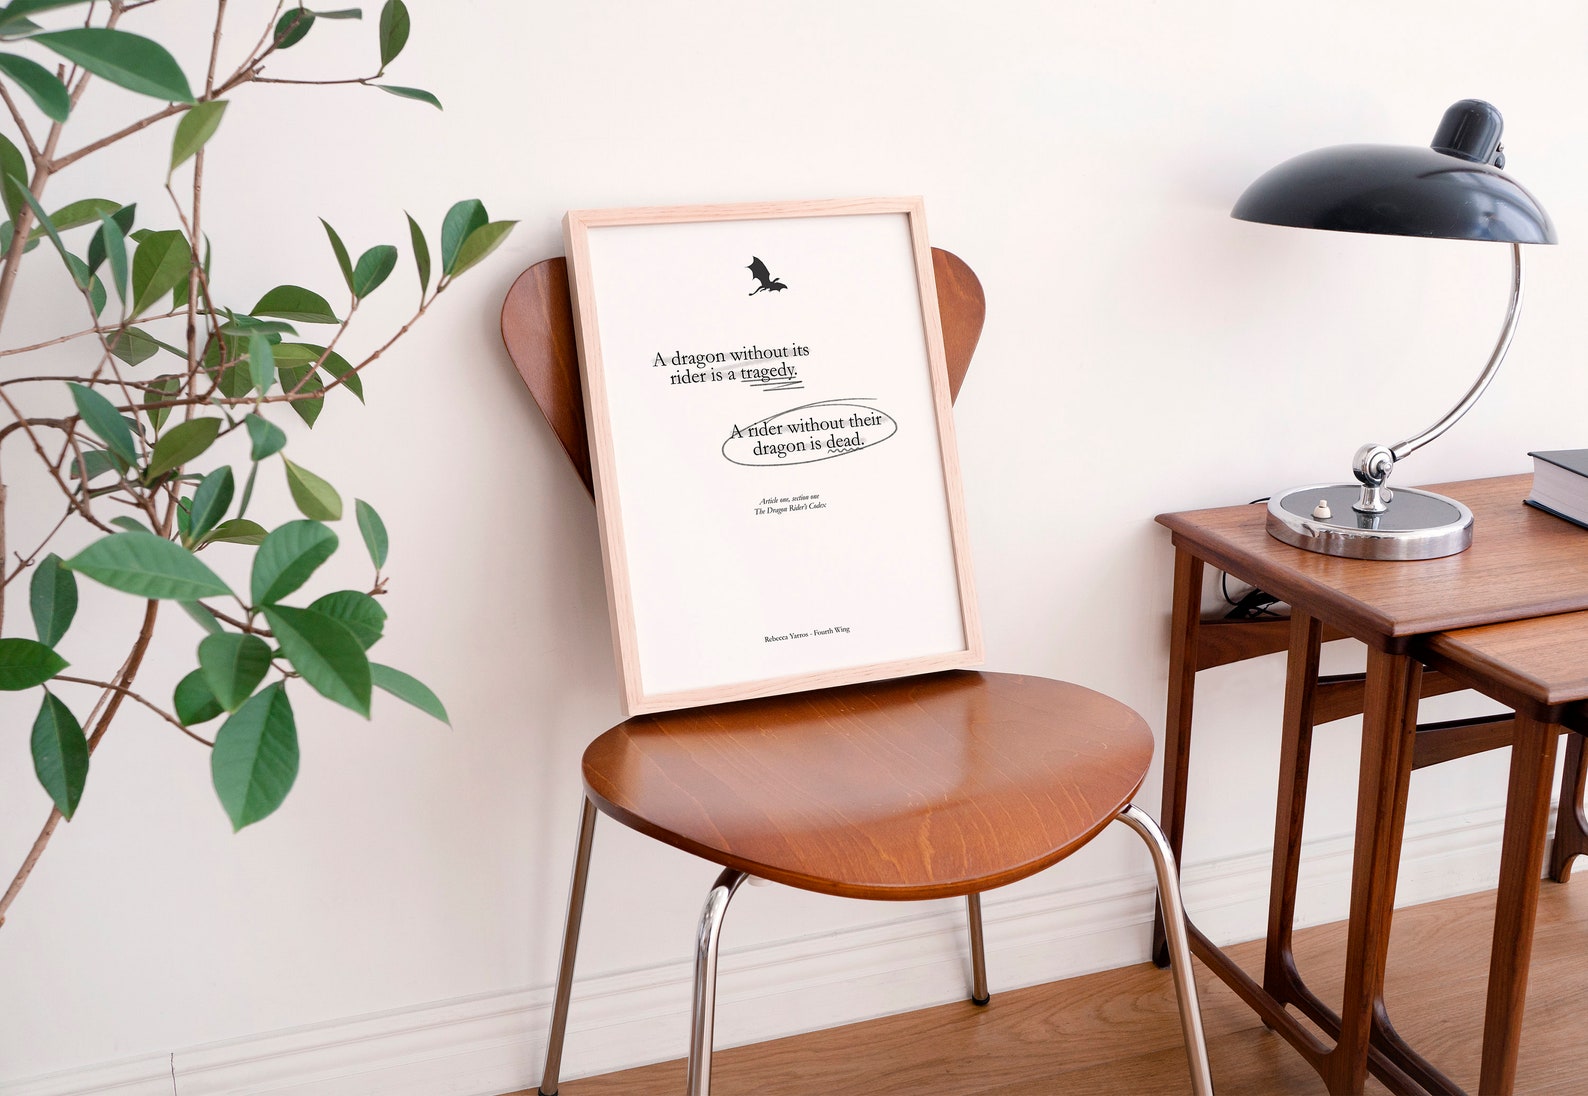 A dragon without its
rider is a tragedy.
A rider without their
dragon is dead.
Article one, section one
The Dragon Rider's Codex
Rebecca Yarros - Fourth Wing